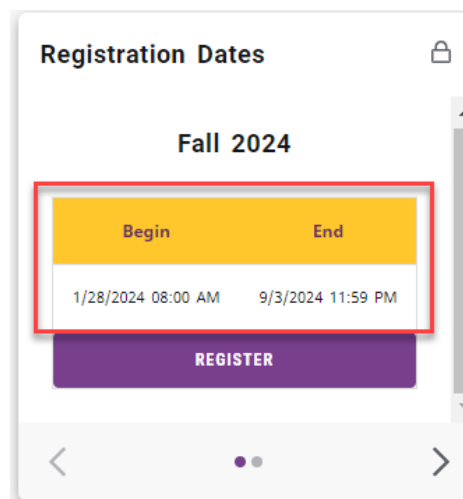 Registration Dates
Fall 2024
Begin End
1/28/2024 08:00 AM 9/3/2024 11:59 PM
REGISTER